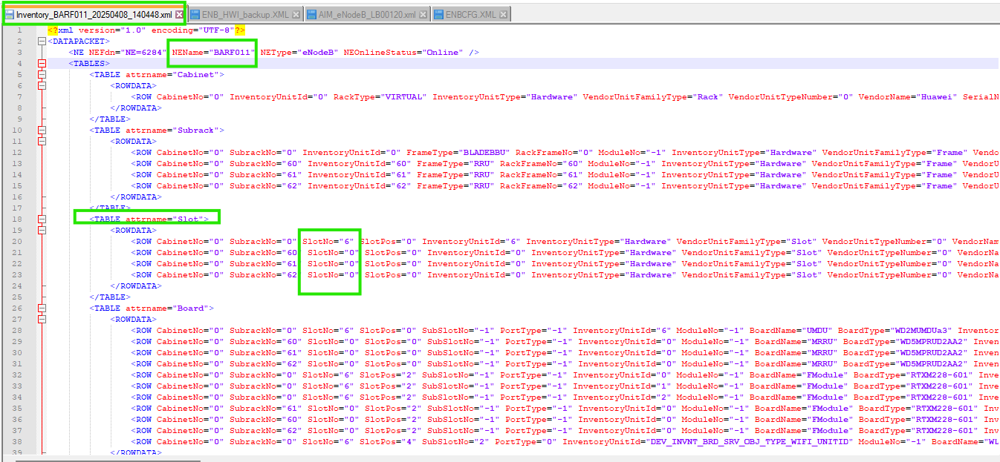 Inventory_BARF011_20250408_140448.xml ENB_HWI_backup.XML AIM_eNodeB_LB00120.xml ENBCFG.XML
1 <?xml version="1.0" encoding="UTF-8"?>
2 <DATAPACKET>
3 <NE NEFdn="NE=6284" NEName="BARF011" NEType="eNodeB" NEOnlineStatus="Online" />
4 <TABLES>
5 <TABLE attrname="Cabinet">
6 <ROWDATA>
7 <ROW CabinetNo="0" InventoryUnitId="0" RackType="VIRTUAL" InventoryUnitType="Hardware" VendorUnitFamilyType="Rack" VendorUnitTypeNumber="0" VendorName="Huawei" SerialN
8 </ROWDATA>
9 </TABLE>
10 <TABLE attrname="Subrack">
11 <ROWDATA>
12 <ROW CabinetNo="0" SubrackNo="0" InventoryUnitId="0" FrameType="BLADEBBU" RackFrameNo="0" ModuleNo="-1" InventoryUnitType="Hardware" VendorUnitFamilyType="Frame" Vendo
13 <ROW CabinetNo="0" SubrackNo="60" InventoryUnitId="60" FrameType="RRU" RackFrameNo="60" ModuleNo="-1" InventoryUnitType="Hardware" VendorUnitFamilyType="Frame" VendorU
14 <ROW CabinetNo="0" SubrackNo="61" InventoryUnitId="61" FrameType="RRU" RackFrameNo="61" ModuleNo="-1" InventoryUnitType="Hardware" VendorUnitFamilyType="Frame" VendorU
15 <ROW CabinetNo="0" SubrackNo="62" InventoryUnitId="62" FrameType="RRU" RackFrameNo="62" ModuleNo="-1" InventoryUnitType="Hardware" VendorUnitFamilyType="Frame" VendorU
16 </ROWDATA>
17 </TABLE>
18 <TABLE attrname="Slot">
19 <ROWDATA>
20 <ROW CabinetNo="0" SubrackNo="0" SlotNo="6" SlotPos="0" InventoryUnitId="6" InventoryUnitType="Hardware" VendorUnitFamilyType="Slot" VendorUnitTypeNumber="0" VendorNam
21 <ROW CabinetNo="0" SubrackNo="60 SlotNo="0" SlotPos="0" InventoryUnitId="0" InventoryUnitType="Hardware" VendorUnitFamilyType="Slot" VendorUnitTypeNumber="0" VendorNa
22 <ROW CabinetNo="0" SubrackNo="61 SlotNo="0" SlotPos="0" InventoryUnitId="0" InventoryUnitType="Hardware" VendorUnitFamilyType="Slot" VendorUnitTypeNumber="0" VendorNa
23 <ROW CabinetNo="0" SubrackNo="62 SlotNo="0" SlotPos="0" InventoryUnitId="0" InventoryUnitType="Hardware" VendorUnitFamilyType="Slot" VendorUnitTypeNumber="0" VendorNa
24 </ROWDATA>
25 </TABLE>
26 <TABLE attrname="Board">
27 <ROWDATA>
28 <ROW CabinetNo="0" SubrackNo="0" SlotNo="6" SlotPos="0" SubSlotNo="-1" PortType="-1" InventoryUnitId="6" ModuleNo="-1" BoardName="UMDU" BoardType="WD2MUMDUa3" Inventor
29 <ROW CabinetNo="0" SubrackNo="60" SlotNo="0" SlotPos="0" SubSlotNo="-1" PortType="-1" InventoryUnitId="0" ModuleNo="-1" BoardName="MRRU" BoardType="WD5MPRUD2AA2" Inven
30 <ROW CabinetNo="0" SubrackNo="61" SlotNo="0" SlotPos="0" SubSlotNo="-1" PortType="-1" InventoryUnitId="0" ModuleNo="-1" BoardName="MRRU" BoardType="WD5MPRUD2AA2" Inven
31 <ROW CabinetNo="0" SubrackNo="62" SlotNo="0" SlotPos="0" SubSlotNo="-1" PortType="-1" InventoryUnitId="0" ModuleNo="-1" BoardName="MRRU" BoardType="WD5MPRUD2AA2" Inven
32 <ROW CabinetNo="0" SubrackNo="0" SlotNo="6" SlotPos="2" SubSlotNo="-1" PortType="-1" InventoryUnitId="0" ModuleNo="-1" BoardName="FModule" BoardType="RTXM228-601" Inve
33 <ROW CabinetNo="0" SubrackNo="0" SlotNo="6" SlotPos="2" SubSlotNo="-1" PortType="-1" InventoryUnitId="1" ModuleNo="-1" BoardName="FModule" BoardType="RTXM228-601" Inve
34 <ROW CabinetNo="0" SubrackNo="0" SlotNo="6" SlotPos="2" SubSlotNo="-1" PortType="-1" InventoryUnitId="2" ModuleNo="-1" BoardName="FModule" BoardType="RTXM228-601" Inve
35 <ROW CabinetNo="0" SubrackNo="61" SlotNo="0" SlotPos="2" SubSlotNo="-1" PortType="-1" InventoryUnitId="0" ModuleNo="-1" BoardName="FModule" BoardType="RTXM228-601" Inv
36 <ROW CabinetNo="0" SubrackNo="60" SlotNo="0" SlotPos="2" SubSlotNo="-1" PortType="-1" InventoryUnitId="0" ModuleNo="-1" BoardName="FModule" BoardType="RTXM228-601" Inv
37 <ROW CabinetNo="0" SubrackNo="62" SlotNo="0" SlotPos="2" SubSlotNo="-1" PortType="-1" InventoryUnitId="0" ModuleNo="-1" BoardName="FModule" BoardType="RTXM228-601" Inv
38 <ROW CabinetNo="0" SubrackNo="0" SlotNo="6" SlotPos="4" SubSlotNo="2" PortType="0" InventoryUnitId="DEV_INVNT_BRD_SRV_OBJ_TYPE_WIFI_UNITID" ModuleNo="-1" BoardName="WL
39 </ROWDATA>